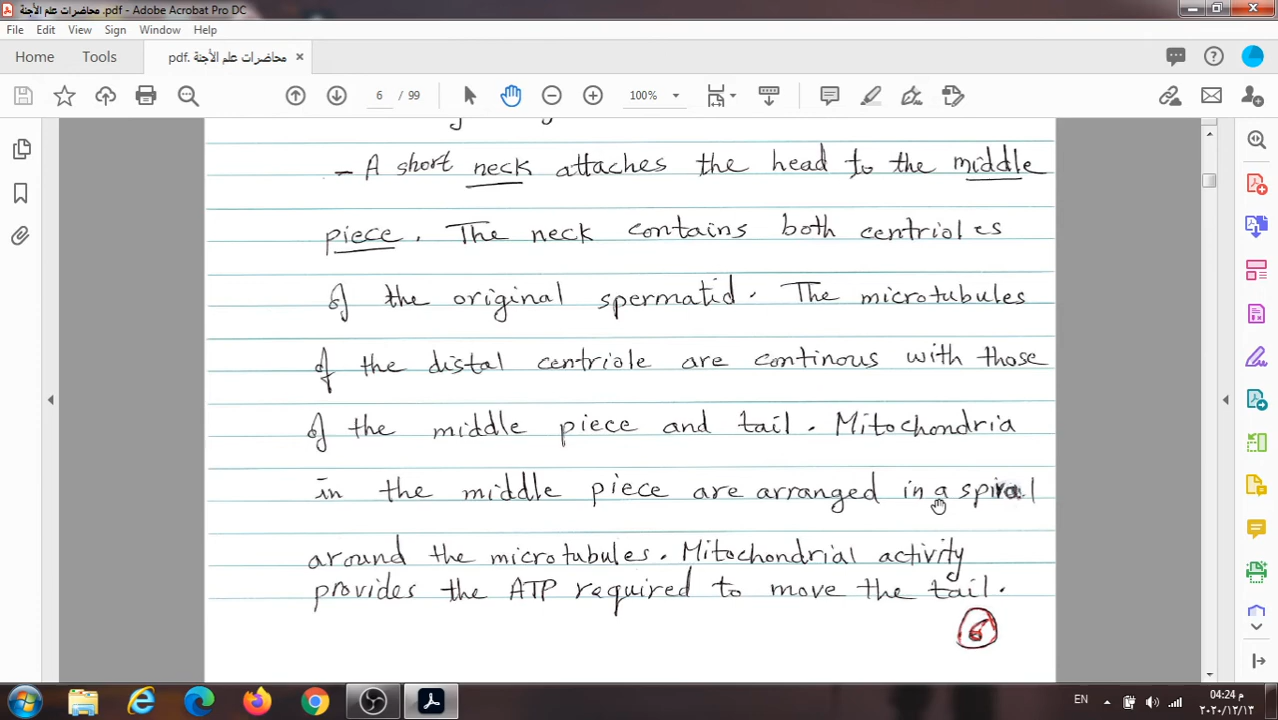 محاضرات علم الأجنة.pdf - Adobe Acrobat Pro DC
File Edit View Sign Window Help
Home Tools محاضرات علم الأجنة.pdf ×
6 / 99 100%
- A short neck attaches the head to the middle
piece. The neck contains both centrioles
of the original spermatid. The microtubules
of the distal centriole are continous with those
of the middle piece and tail. Mitochondria
in the middle piece are arranged in a spiral
around the microtubules. Mitochondrial activity
provides the ATP required to move the tail.
6
EN
04:24 م
٢٠٢٠/١٢/١٣